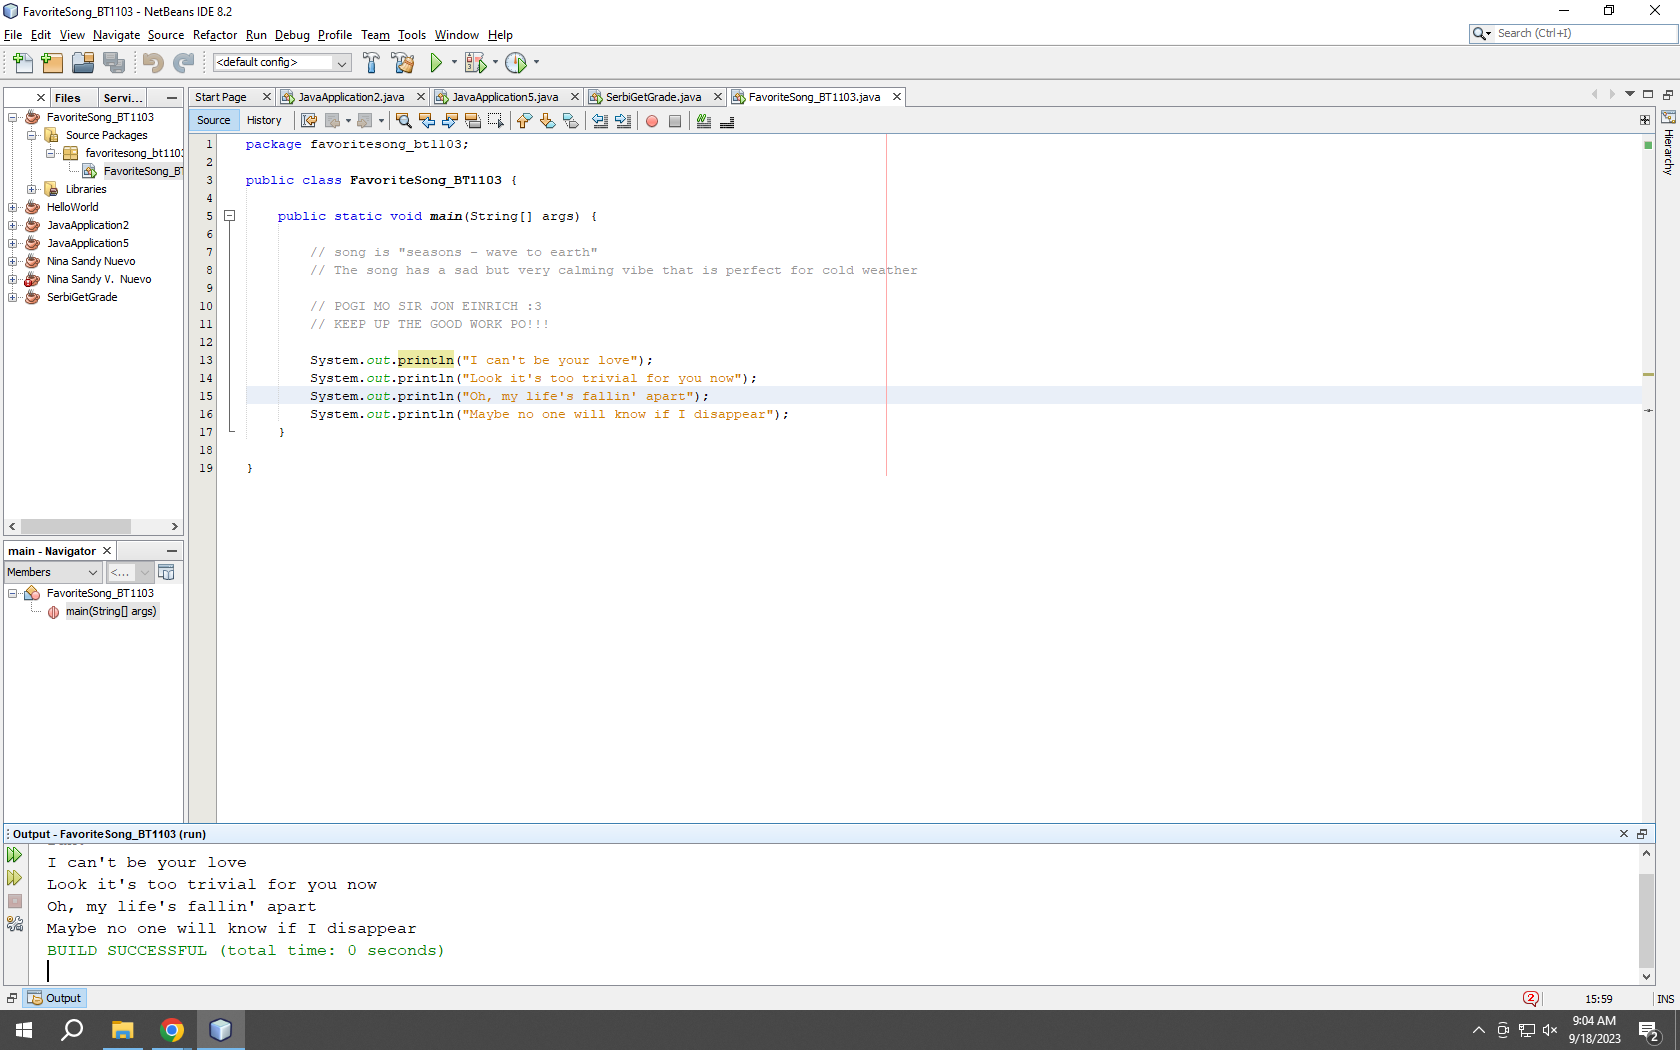 FavoriteSong_BT1103 - NetBeans IDE 8.2
File Edit View Navigate Source Refactor Run Debug Profile Team Tools Window Help
Search (Ctrl+I)
<default config>
Files Servi...
Start Page JavaApplication2.java JavaApplication5.java SerbiGetGrade.java FavoriteSong_BT1103.java
FavoriteSong_BT1103
Source Packages
favoritesong_bt1103
FavoriteSong_BT
Libraries
HelloWorld
JavaApplication2
JavaApplication5
Nina Sandy Nuevo
Nina Sandy V. Nuevo
SerbiGetGrade
Source History
1 package favoritesong_bt1103;
2
3 public class FavoriteSong_BT1103 {
4
5 public static void main(String[] args) {
6
7 // song is "seasons - wave to earth"
8 // The song has a sad but very calming vibe that is perfect for cold weather
9
10 // POGI MO SIR JON EINRICH :3
11 // KEEP UP THE GOOD WORK PO!!!
12
13 System.out.println("I can't be your love");
14 System.out.println("Look it's too trivial for you now");
15 System.out.println("Oh, my life's fallin' apart");
16 System.out.println("Maybe no one will know if I disappear");
17 }
18
19 }
Hierarchy
main - Navigator
Members <...
FavoriteSong_BT1103
main(String[] args)
Output - FavoriteSong_BT1103 (run)
I can't be your love
Look it's too trivial for you now
Oh, my life's fallin' apart
Maybe no one will know if I disappear
BUILD SUCCESSFUL (total time: 0 seconds)
Output
2 15:59 INS
9:04 AM
9/18/2023
2